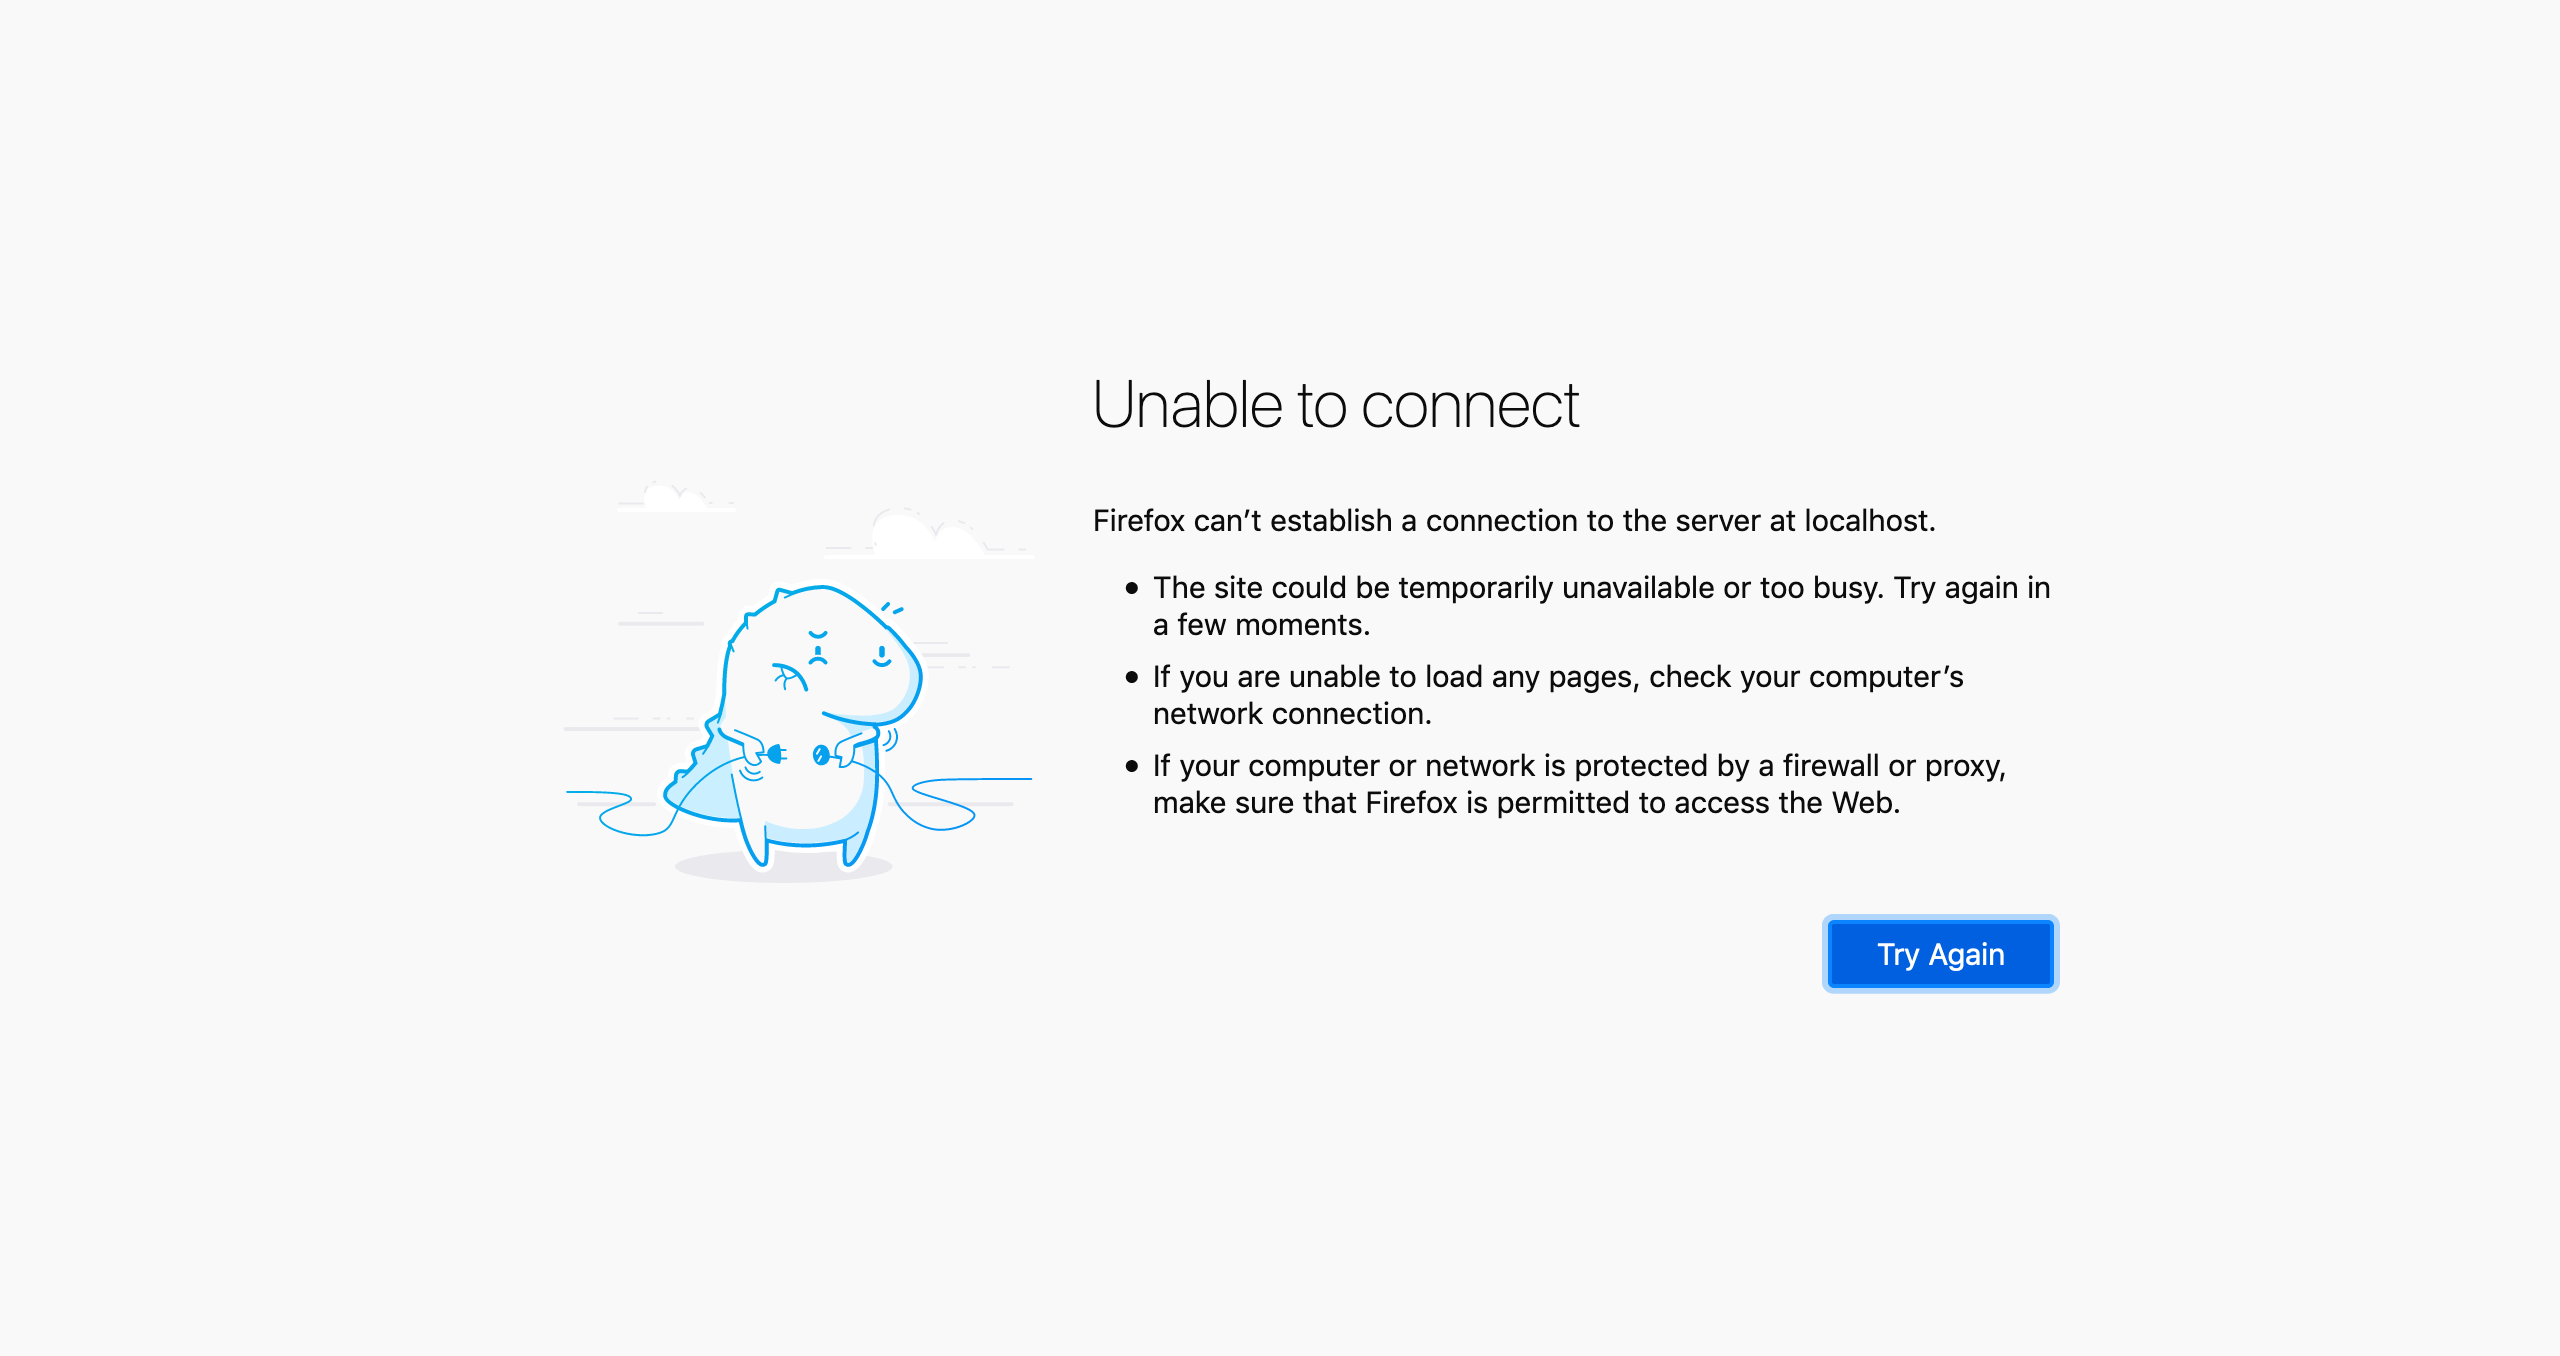 Unable to connect
Firefox can’t establish a connection to the server at localhost.
The site could be temporarily unavailable or too busy. Try again in
a few moments.
If you are unable to load any pages, check your computer’s
network connection.
If your computer or network is protected by a firewall or proxy,
make sure that Firefox is permitted to access the Web.
Try Again